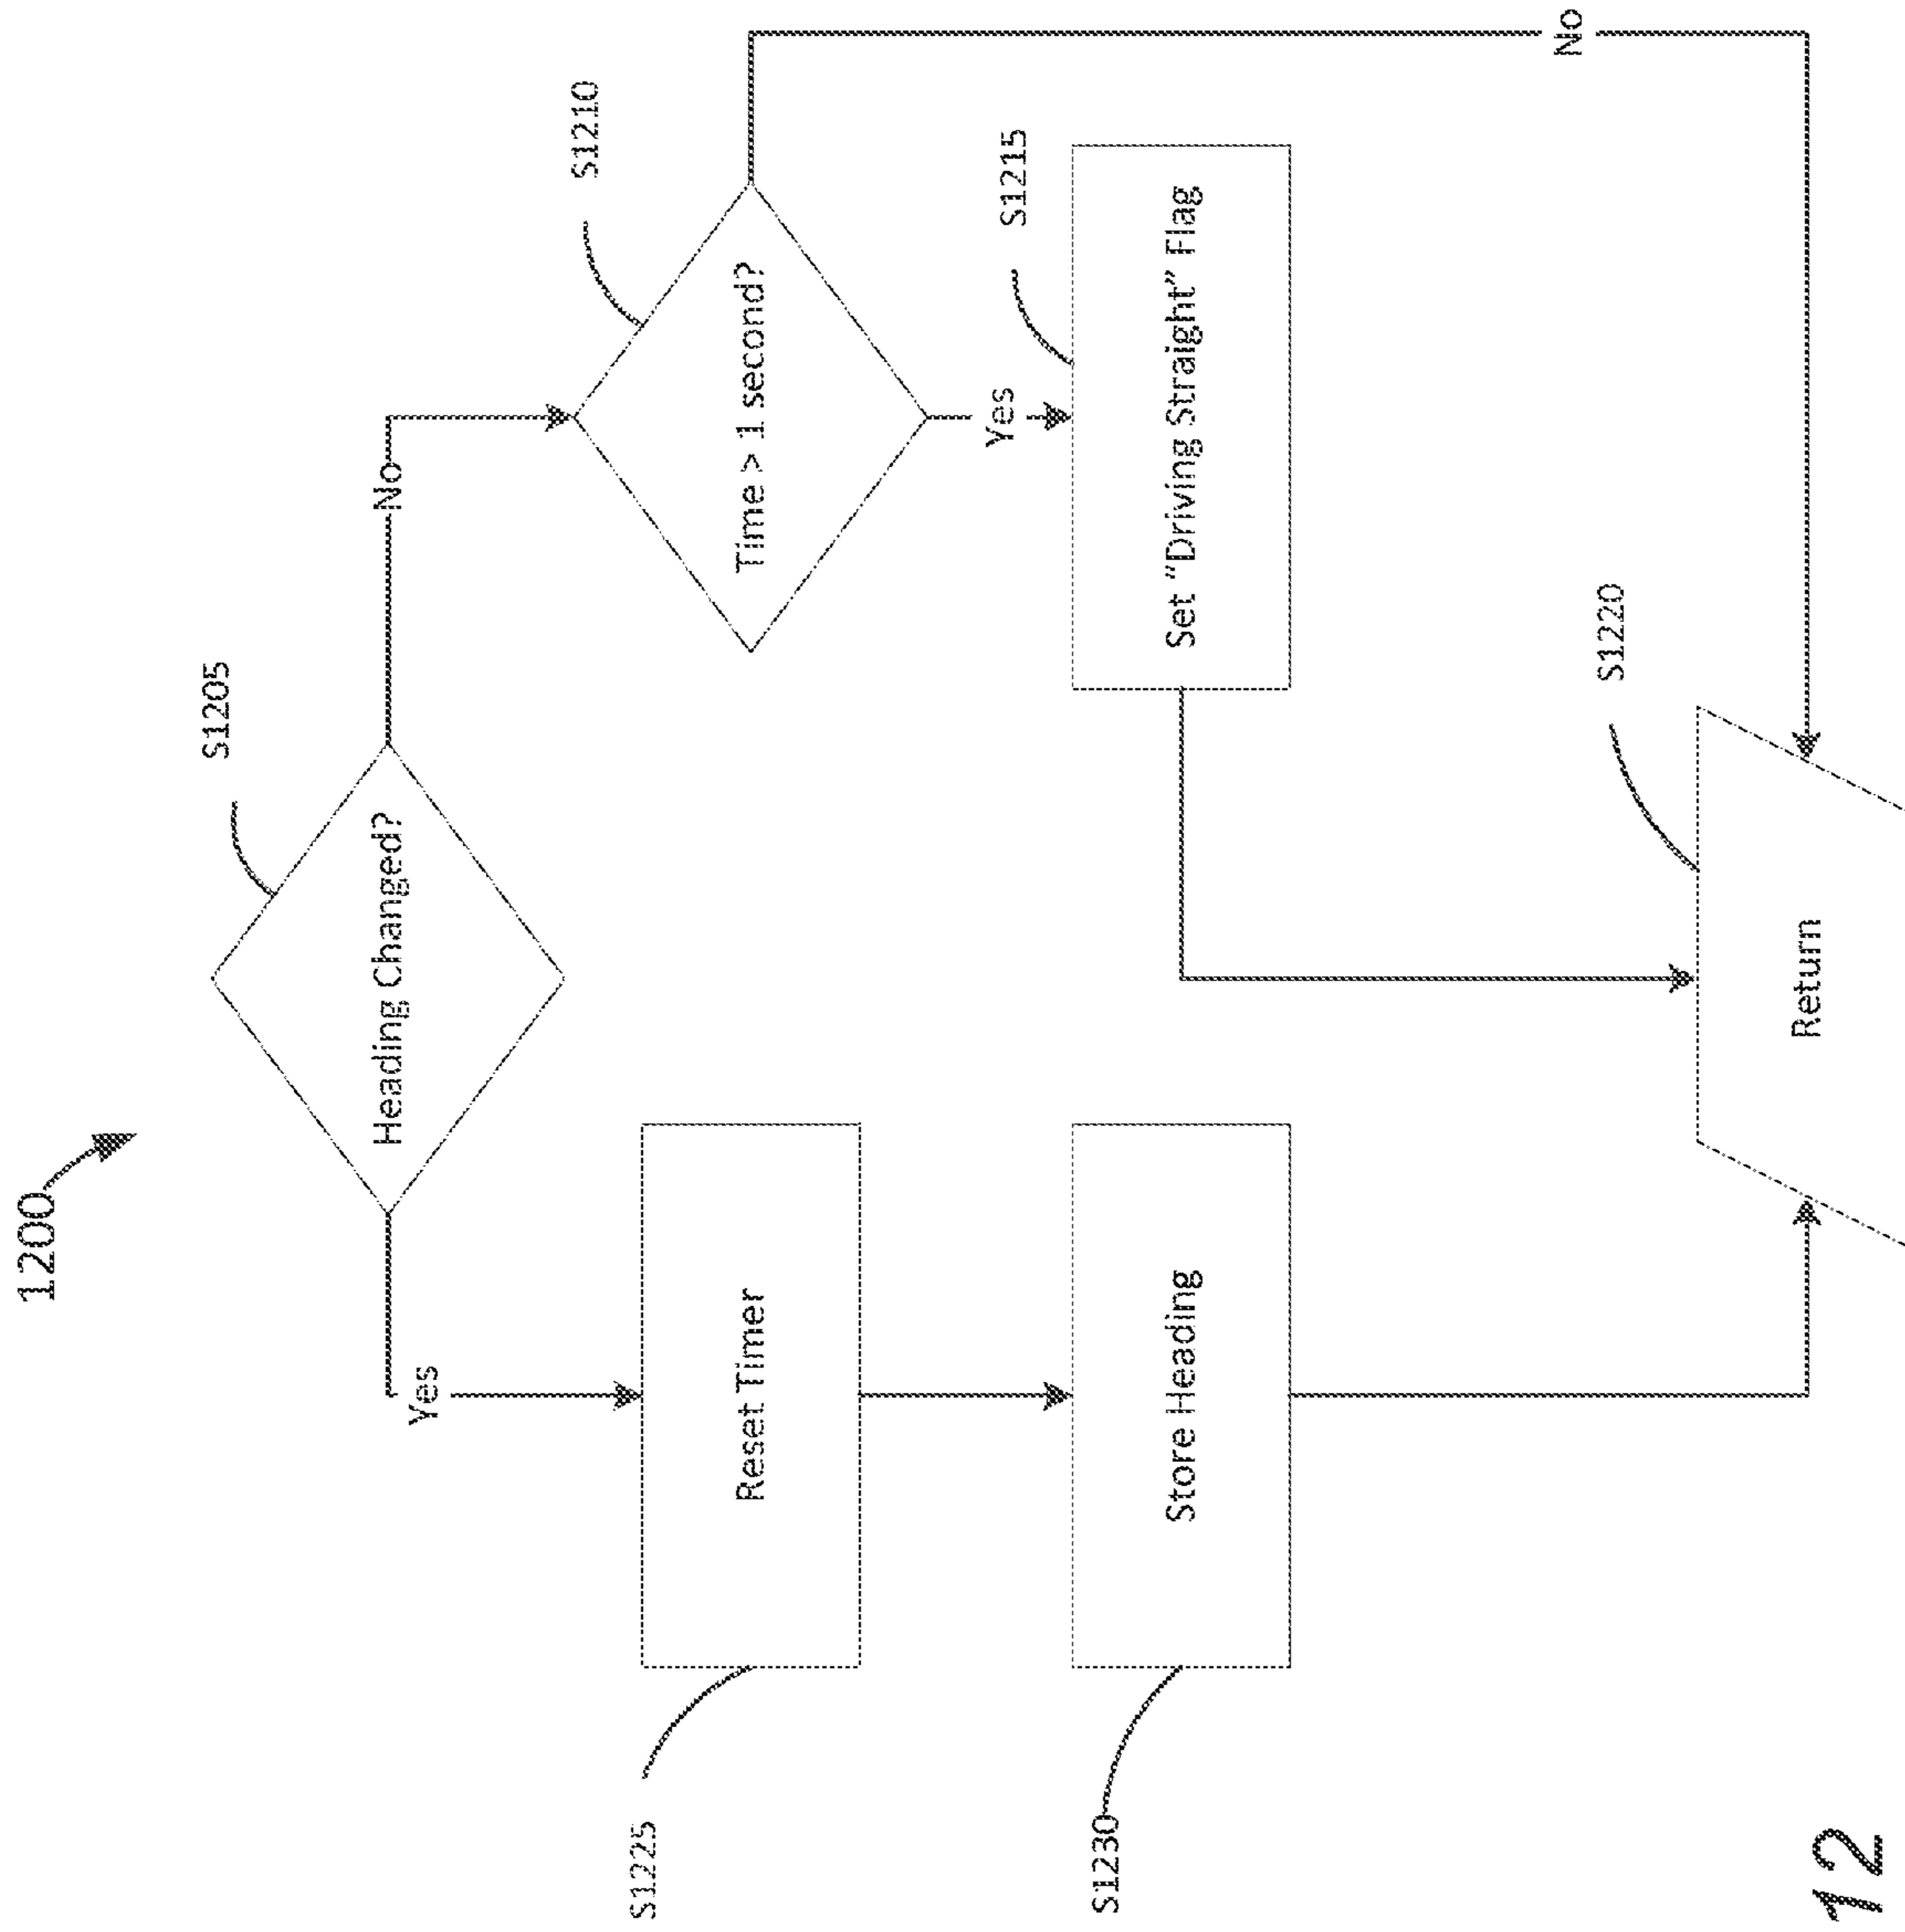 1200
S1205
Heading Changed?
Yes
No
S1210
Time > 1 second?
Yes
No
S1215
Set "Driving Straight" Flag
S1225
Reset Timer
S1230
Store Heading
S1220
Return
12